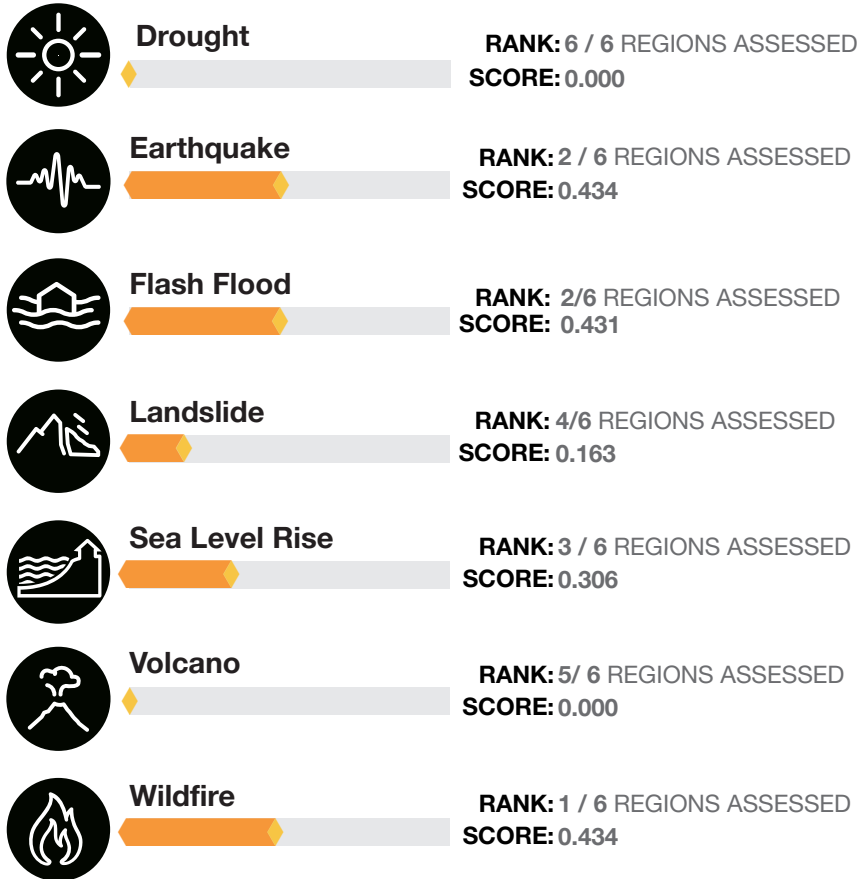 Drought
RANK: 6 / 6 REGIONS ASSESSED
SCORE: 0.000
Earthquake
RANK: 2 / 6 REGIONS ASSESSED
SCORE: 0.434
Flash Flood
RANK: 2/6 REGIONS ASSESSED
SCORE: 0.431
Landslide
RANK: 4/6 REGIONS ASSESSED
SCORE: 0.163
Sea Level Rise
RANK: 3 / 6 REGIONS ASSESSED
SCORE: 0.306
Volcano
RANK: 5/ 6 REGIONS ASSESSED
SCORE: 0.000
Wildfire
RANK: 1 / 6 REGIONS ASSESSED
SCORE: 0.434